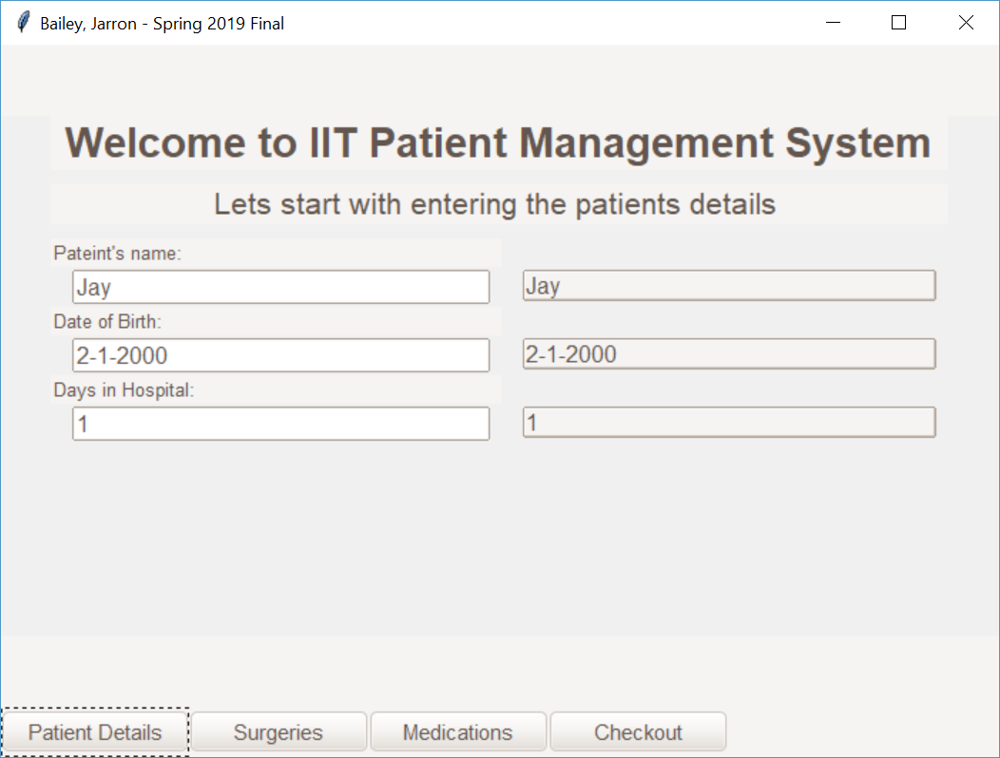 Bailey, Jarron - Spring 2019 Final
Welcome to IIT Patient Management System
Lets start with entering the patients details
Pateint's name:
Jay Jay
Date of Birth:
2-1-2000 2-1-2000
Days in Hospital:
1 1
Patient Details Surgeries Medications Checkout